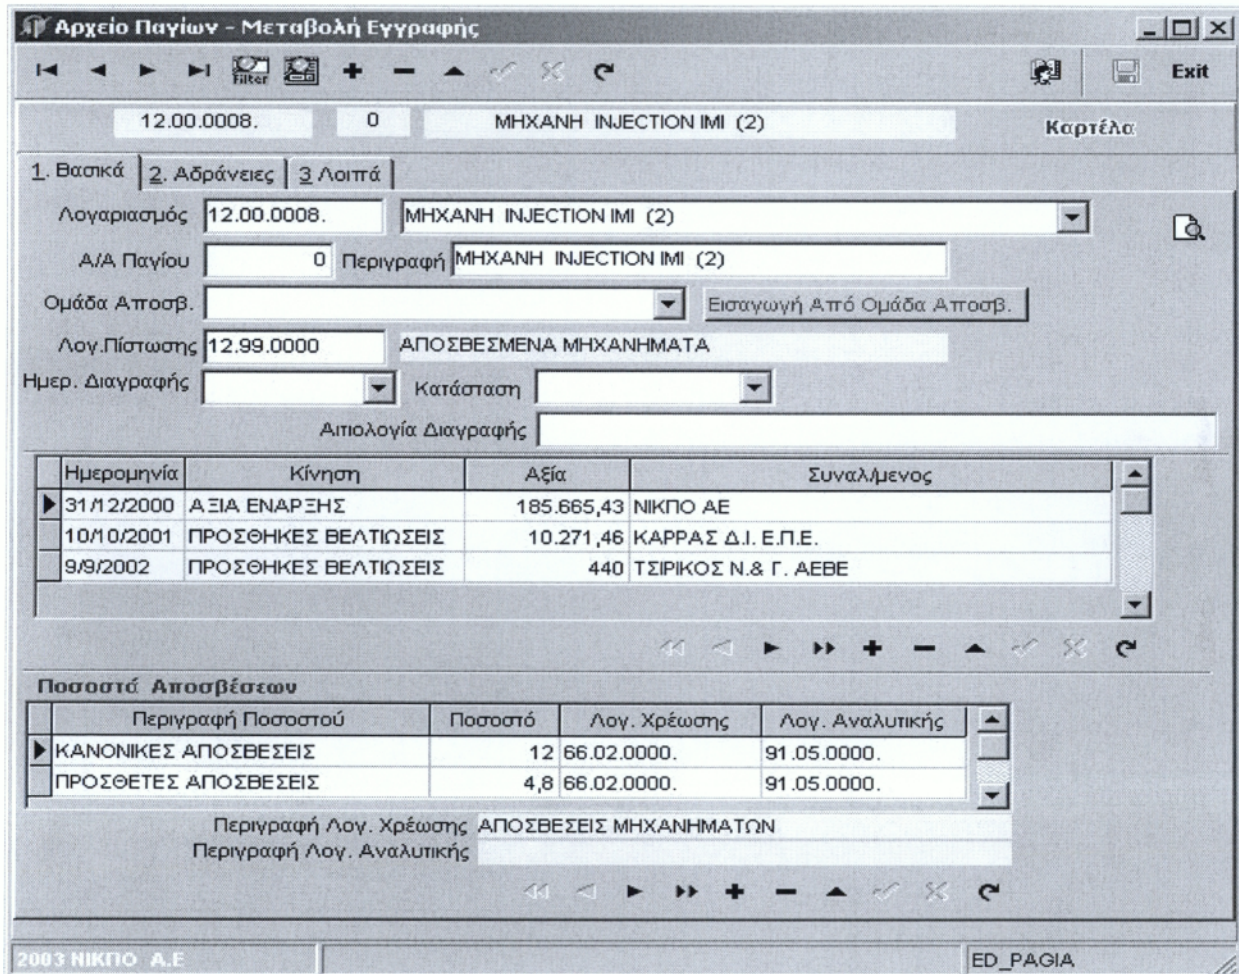 Αρχείο Παγίων - Μεταβολή Εγγραφής
Filter Exit
12.00.0008. 0 ΜΗΧΑΝΗ INJECTION IMI (2) Καρτέλα
1. Βασικά 2. Αδράνειες 3 Λοιπά
Λογαριασμός 12.00.0008. ΜΗΧΑΝΗ INJECTION IMI (2)
Α/Α Παγίου 0 Περιγραφή ΜΗΧΑΝΗ INJECTION IMI (2)
Ομάδα Αποσβ. Εισαγωγή Από Ομάδα Αποσβ.
Λογ.Πίστωσης 12.99.0000 ΑΠΟΣΒΕΣΜΕΝΑ ΜΗΧΑΝΗΜΑΤΑ
Ημερ. Διαγραφής Κατάσταση
Αιτιολογία Διαγραφής
Ημερομηνία Κίνηση Αξία Συναλ/μενος
31/12/2000 ΑΞΙΑ ΕΝΑΡΞΗΣ 185.665,43 ΝΙΚΠΟ ΑΕ
10/10/2001 ΠΡΟΣΘΗΚΕΣ ΒΕΛΤΙΩΣΕΙΣ 10.271,46 ΚΑΡΡΑΣ Δ.Ι. Ε.Π.Ε.
9/9/2002 ΠΡΟΣΘΗΚΕΣ ΒΕΛΤΙΩΣΕΙΣ 440 ΤΣΙΡΙΚΟΣ Ν.& Γ. ΑΕΒΕ
Ποσοστά Αποσβέσεων
Περιγραφή Ποσοστού Ποσοστό Λογ. Χρέωσης Λογ. Αναλυτικής
ΚΑΝΟΝΙΚΕΣ ΑΠΟΣΒΕΣΕΙΣ 12 66.02.0000. 91.05.0000.
ΠΡΟΣΘΕΤΕΣ ΑΠΟΣΒΕΣΕΙΣ 4,8 66.02.0000. 91.05.0000.
Περιγραφή Λογ. Χρέωσης ΑΠΟΣΒΕΣΕΙΣ ΜΗΧΑΝΗΜΑΤΩΝ
Περιγραφή Λογ. Αναλυτικής
2003 ΝΙΚΠΟ Α.Ε ED_PAGIA